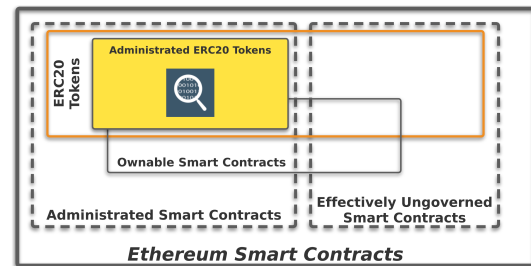 Administrated ERC20 Tokens
ERC20
Tokens
Ownable Smart Contracts
Administrated Smart Contracts
Effectively Ungoverned
Smart Contracts
Ethereum Smart Contracts